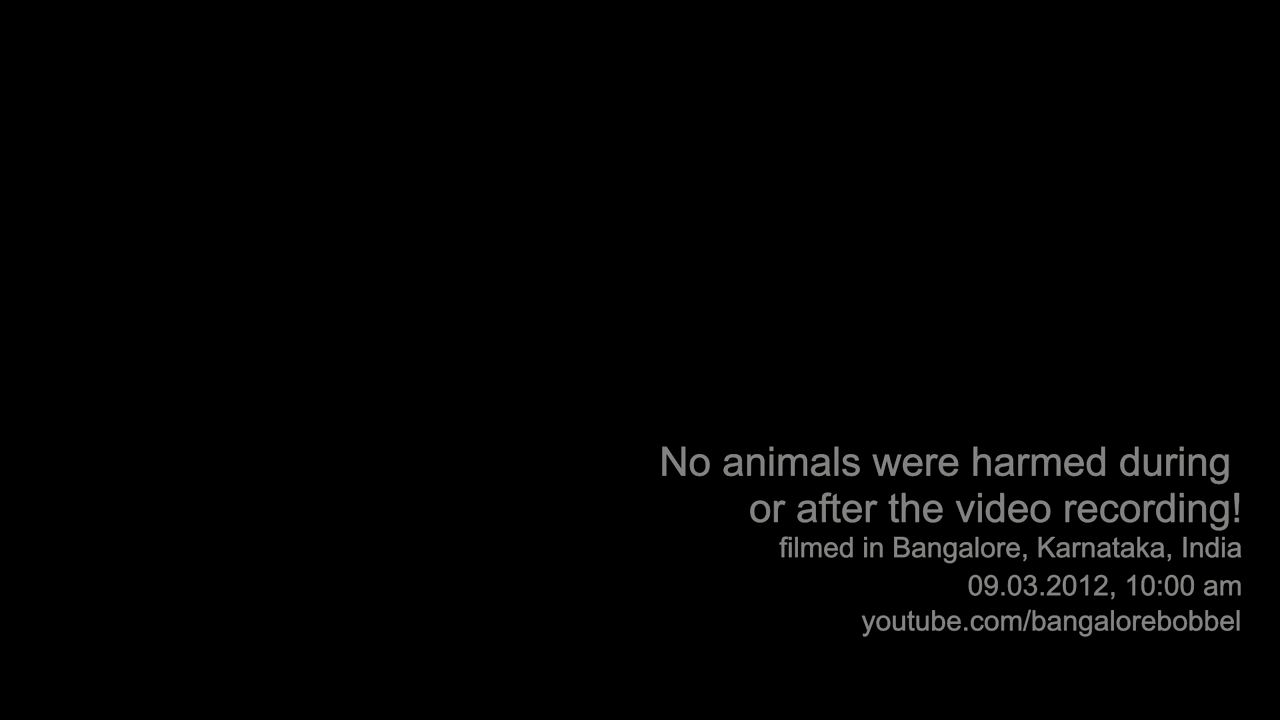 No animals were harmed during
or after the video recording!
filmed in Bangalore, Karnataka, India
09.03.2012, 10:00 am
youtube.com/bangalorebobbel